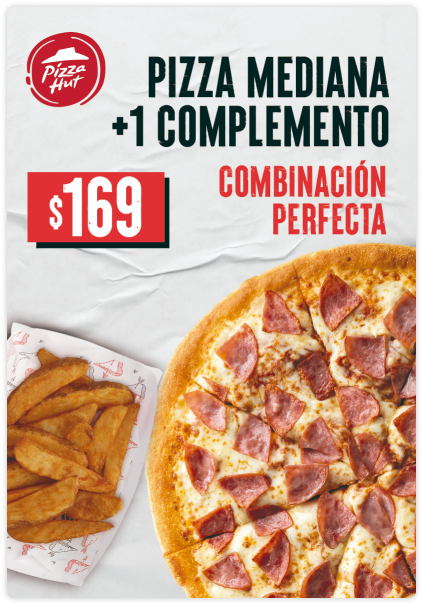 Pizza
Hut
PIZZA MEDIANA
+1 COMPLEMENTO
$169
COMBINACIÓN
PERFECTA